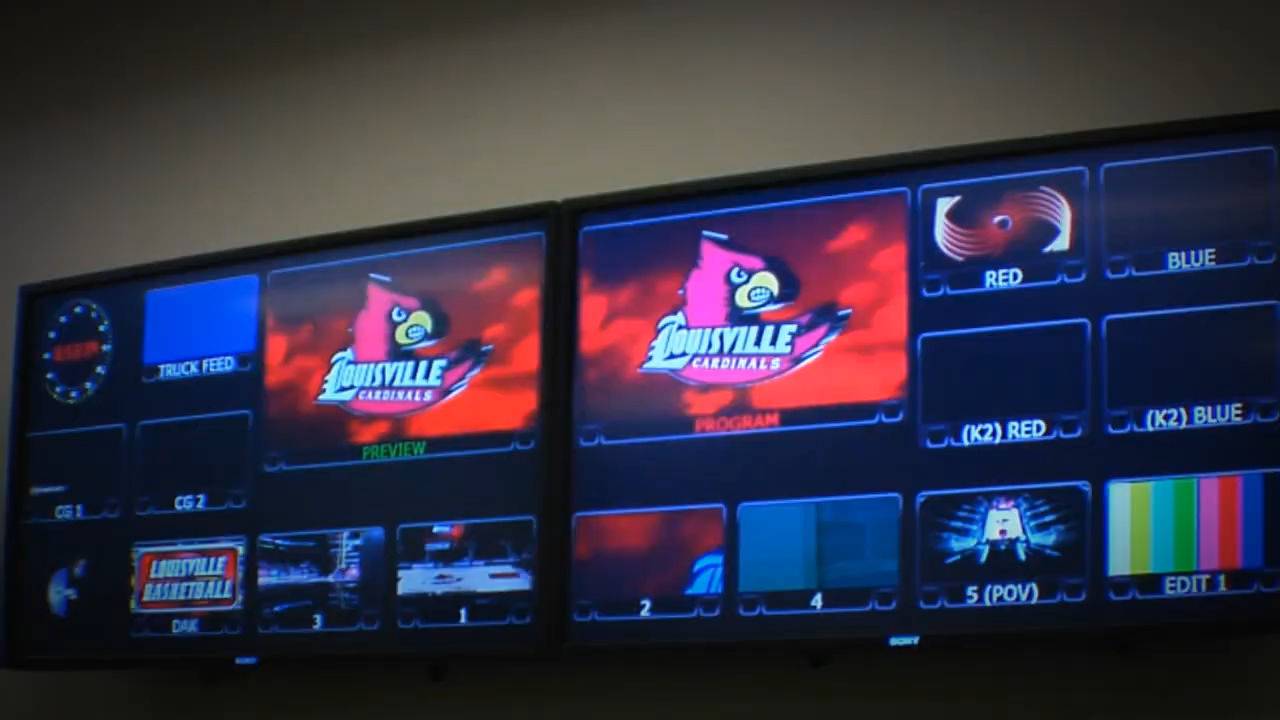 TRUCK FEED
LOUISVILLE
CARDINALS
PREVIEW
CG 1
CG 2
LOUISVILLE
BASKETBALL
DAK
3
1
SONY
LOUISVILLE
CARDINALS
PROGRAM
RED
BLUE
(K2) RED
(K2) BLUE
2
4
5 (POV)
EDIT 1
SONY